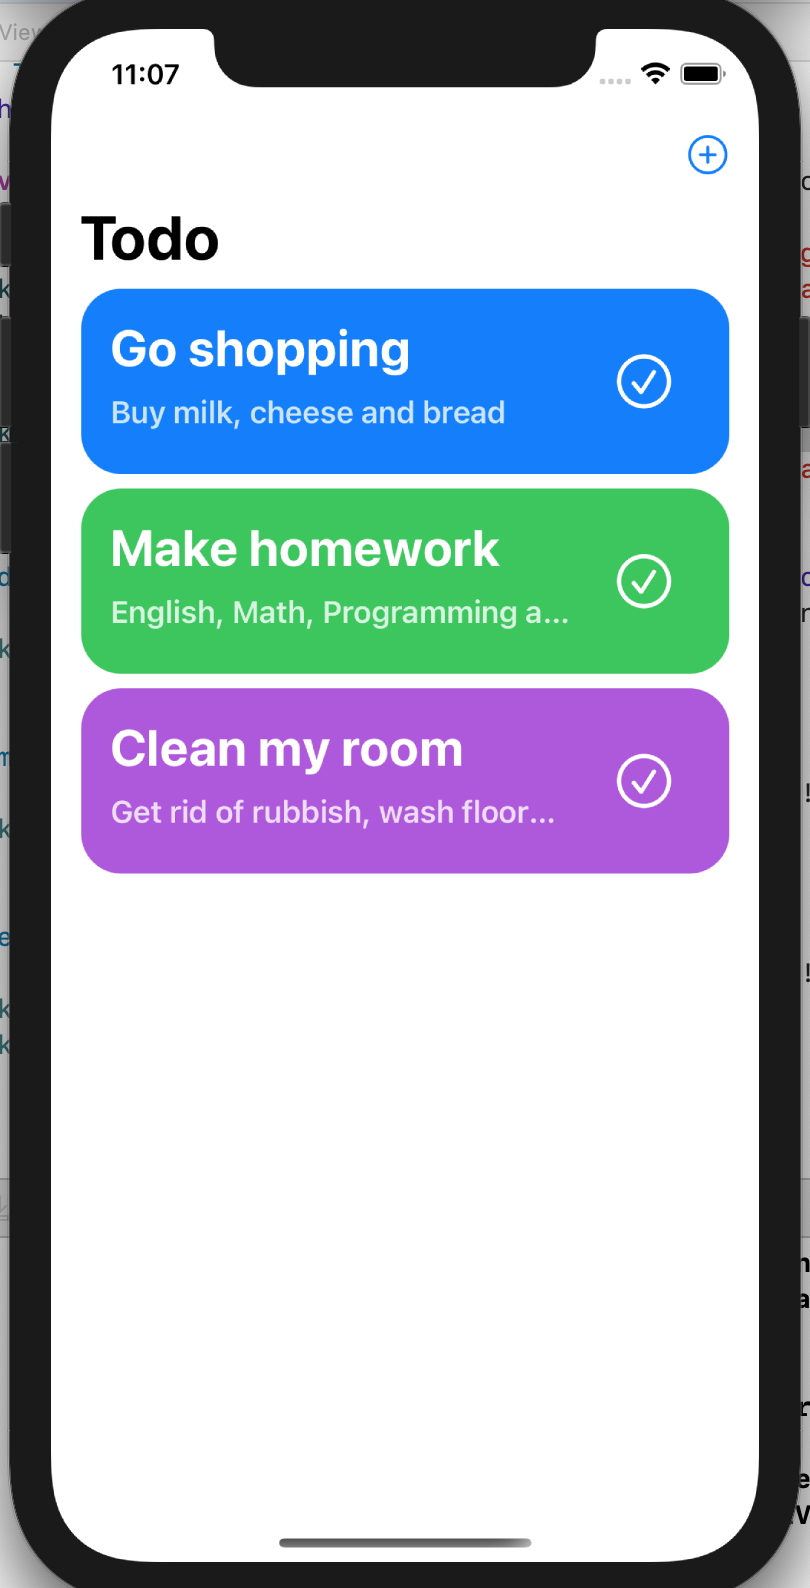 View
11:07
Todo
Go shopping
Buy milk, cheese and bread
Make homework
English, Math, Programming a...
Clean my room
Get rid of rubbish, wash floor...